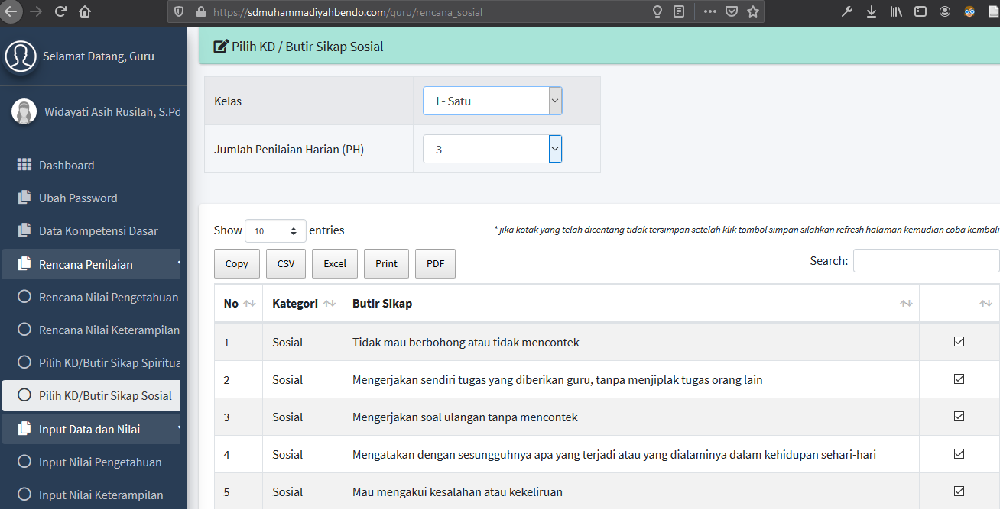 https://sdmuhammadiyahbendo.com/guru/rencana_sosial
Selamat Datang, Guru
Widayati Asih Rusilah, S.Pd
Dashboard
Ubah Password
Data Kompetensi Dasar
Rencana Penilaian
Rencana Nilai Pengetahuan
Rencana Nilai Keterampilan
Pilih KD/Butir Sikap Spiritua
Pilih KD/Butir Sikap Sosial
Input Data dan Nilai
Input Nilai Pengetahuan
Input Nilai Keterampilan
Pilih KD / Butir Sikap Sosial
Kelas I - Satu
Jumlah Penilaian Harian (PH) 3
Show 10 entries
* jika kotak yang telah dicentang tidak tersimpan setelah klik tombol simpan silahkan refresh halaman kemudian coba kembali
Copy CSV Excel Print PDF
Search:
No Kategori Butir Sikap
1 Sosial Tidak mau berbohong atau tidak mencontek
2 Sosial Mengerjakan sendiri tugas yang diberikan guru, tanpa menjiplak tugas orang lain
3 Sosial Mengerjakan soal ulangan tanpa mencontek
4 Sosial Mengatakan dengan sesungguhnya apa yang terjadi atau yang dialaminya dalam kehidupan sehari-hari
5 Sosial Mau mengakui kesalahan atau kekeliruan